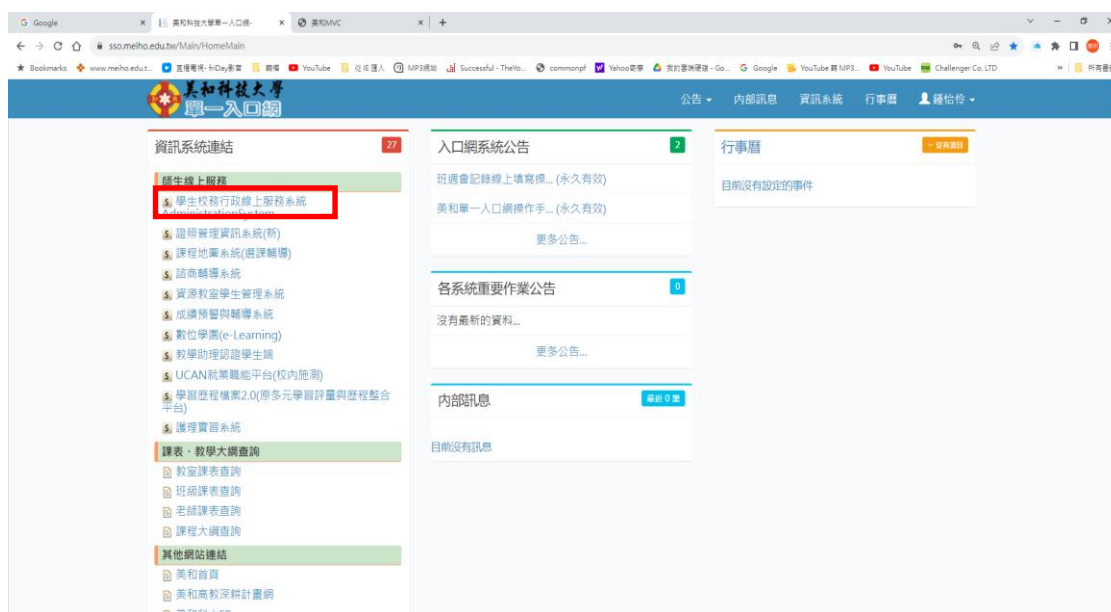 Google
美和科技大學單一入口網-
美和MVC
sso.meiho.edu.tw/Main/HomeMain
Bookmarks
www.meiho.edu.t...
YouTube
Successful - TheYo...
commonpf
Google
YouTube 轉 MP3...
YouTube
Challenger Co. LTD
美和科技大學
單一入口網
公告
內部訊息
資訊系統
行事曆
鍾怡伶
資訊系統連結
27
師生線上服務
學生校務行政線上服務系統
AdministrationSystem
證照管理資訊系統(新)
課程地圖系統(選課輔導)
諮商輔導系統
資源教室學生管理系統
成績預警與輔導系統
數位學園(e-Learning)
教學助理認證學生端
UCAN就業職能平台(校內施測)
學習歷程檔案2.0(原多元學習評量與歷程整合
平台)
護理實習系統
課表、教學大綱查詢
教室課表查詢
班級課表查詢
老師課表查詢
課程大綱查詢
其他網站連結
美和首頁
美和高教深耕計畫網
入口網系統公告
2
班週會記錄線上填寫操... (永久有效)
美和單一入口網操作手... (永久有效)
更多公告...
各系統重要作業公告
0
沒有最新的資料...
更多公告...
內部訊息
最近 0 筆
目前沒有訊息
行事曆
目前沒有設定的事件